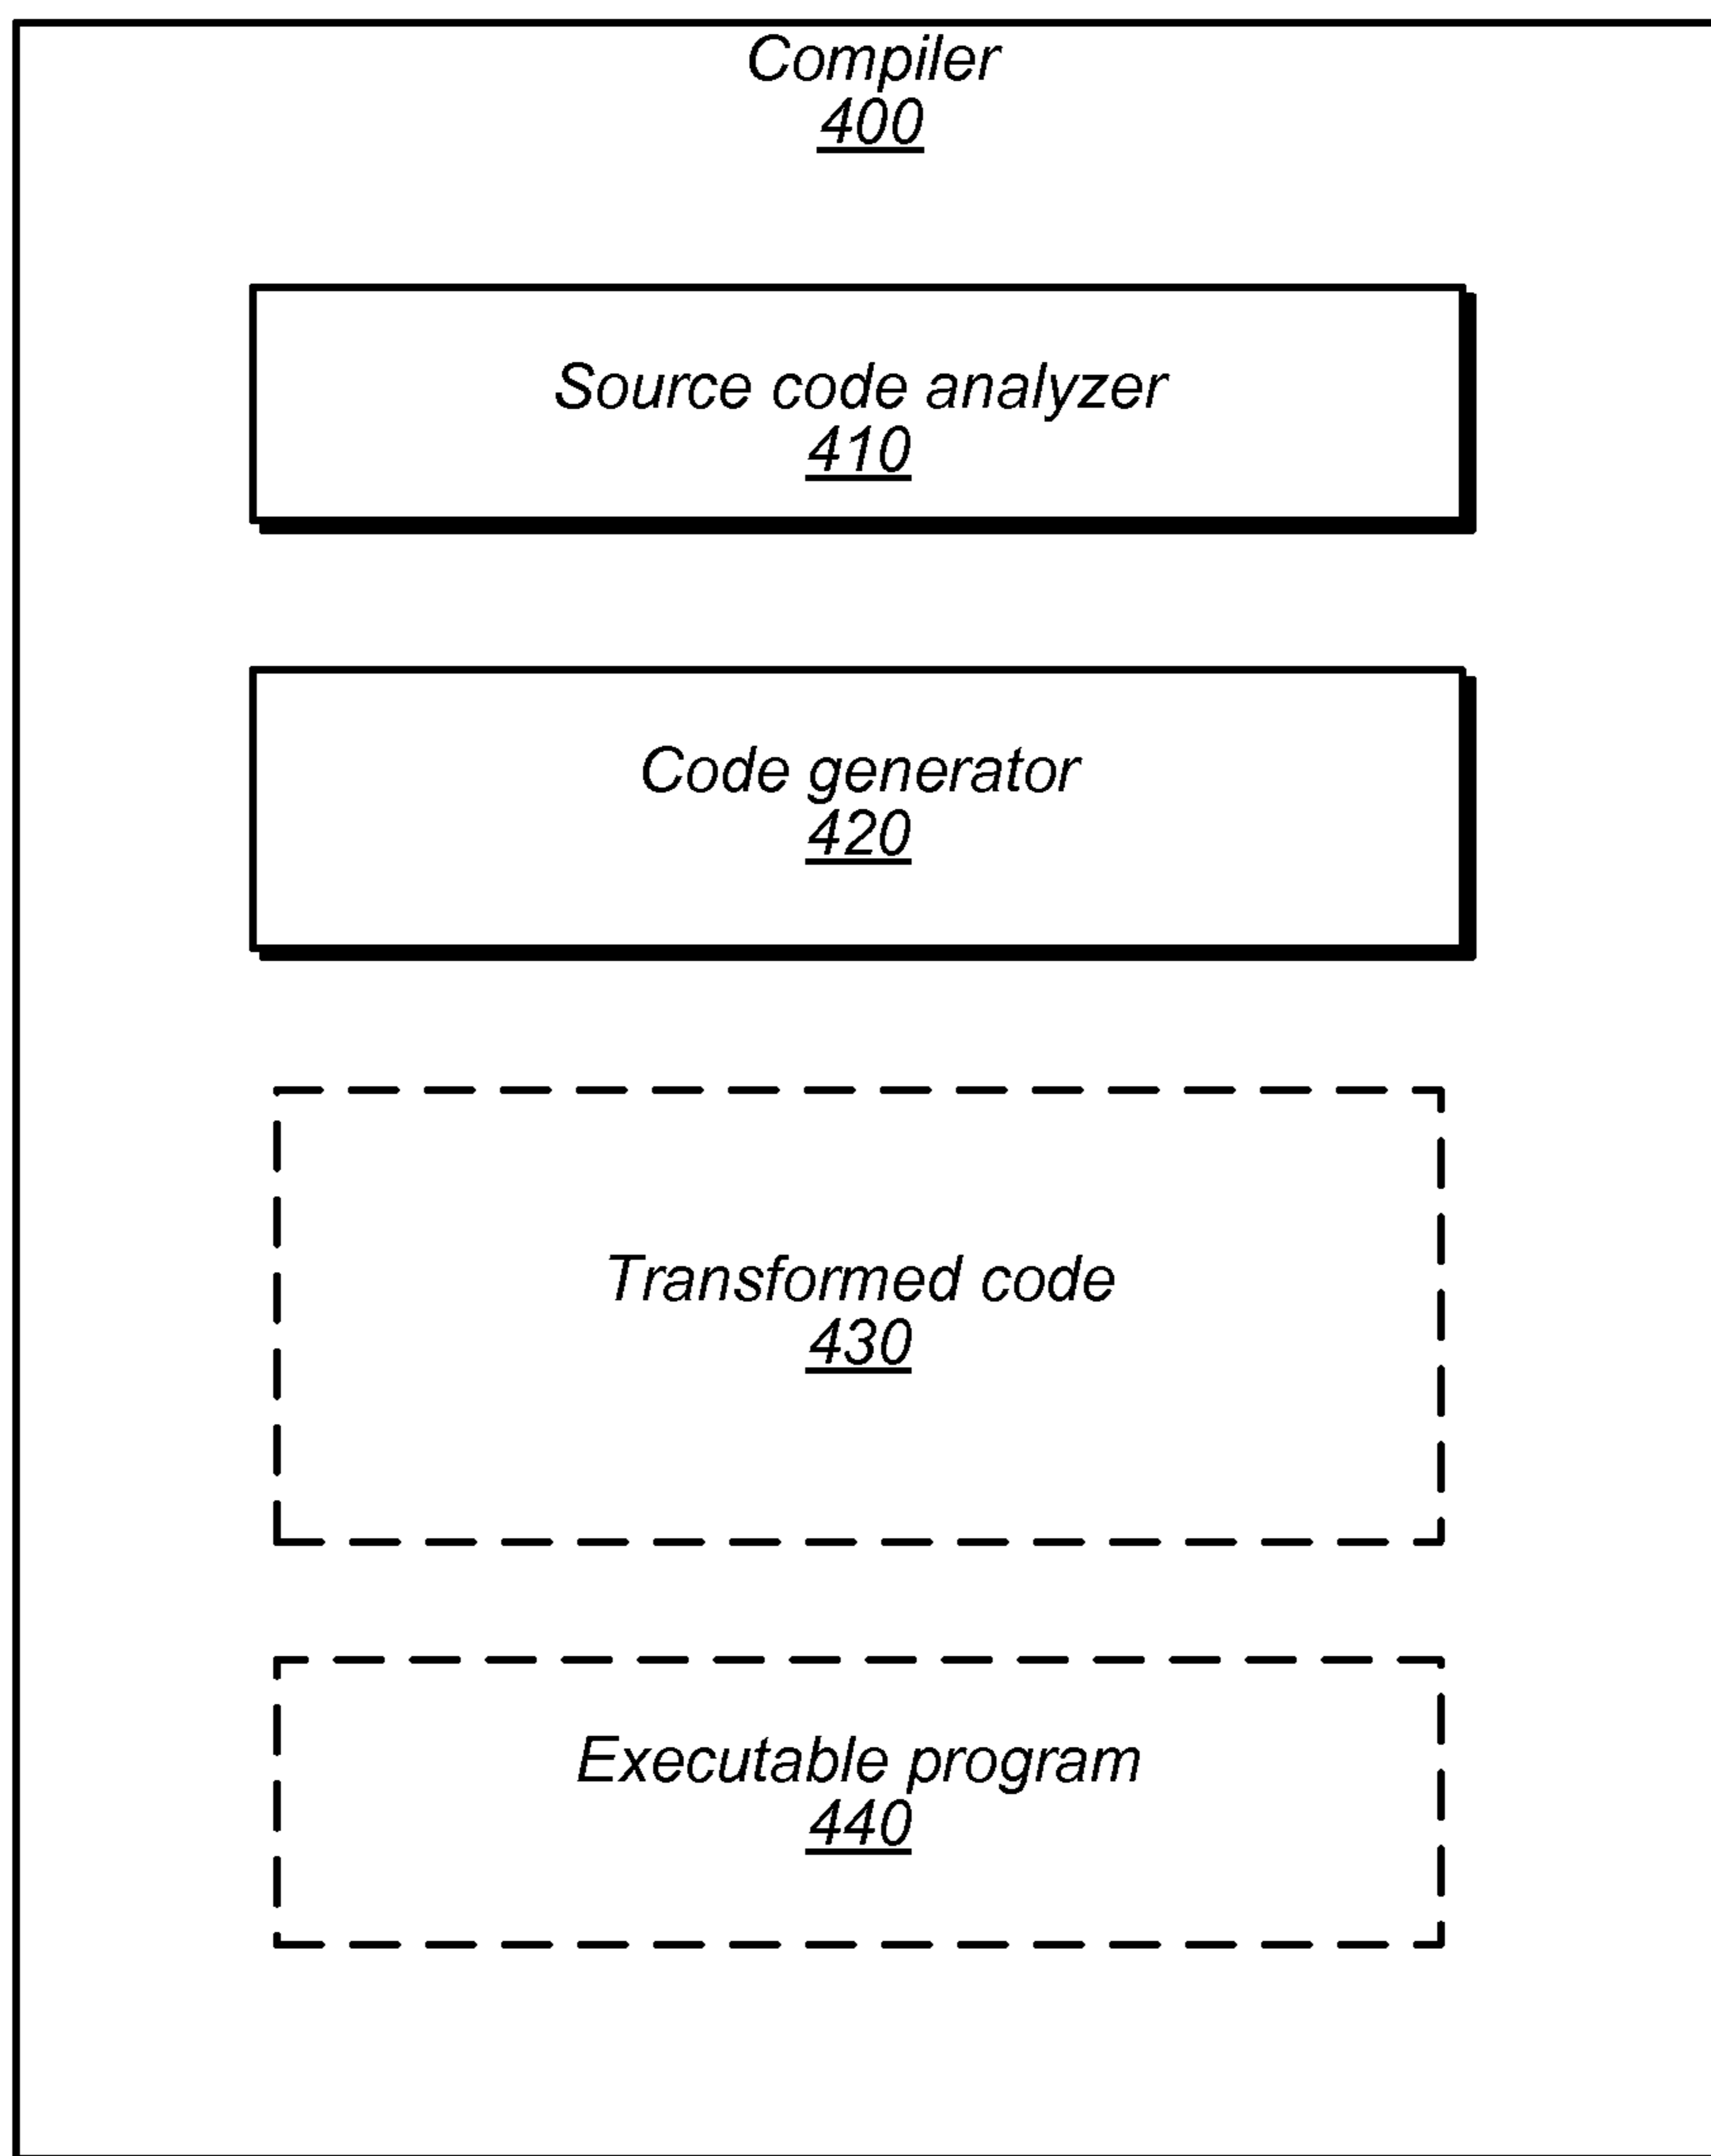 Compiler
400
Source code analyzer
410
Code generator
420
Transformed code
430
Executable program
440